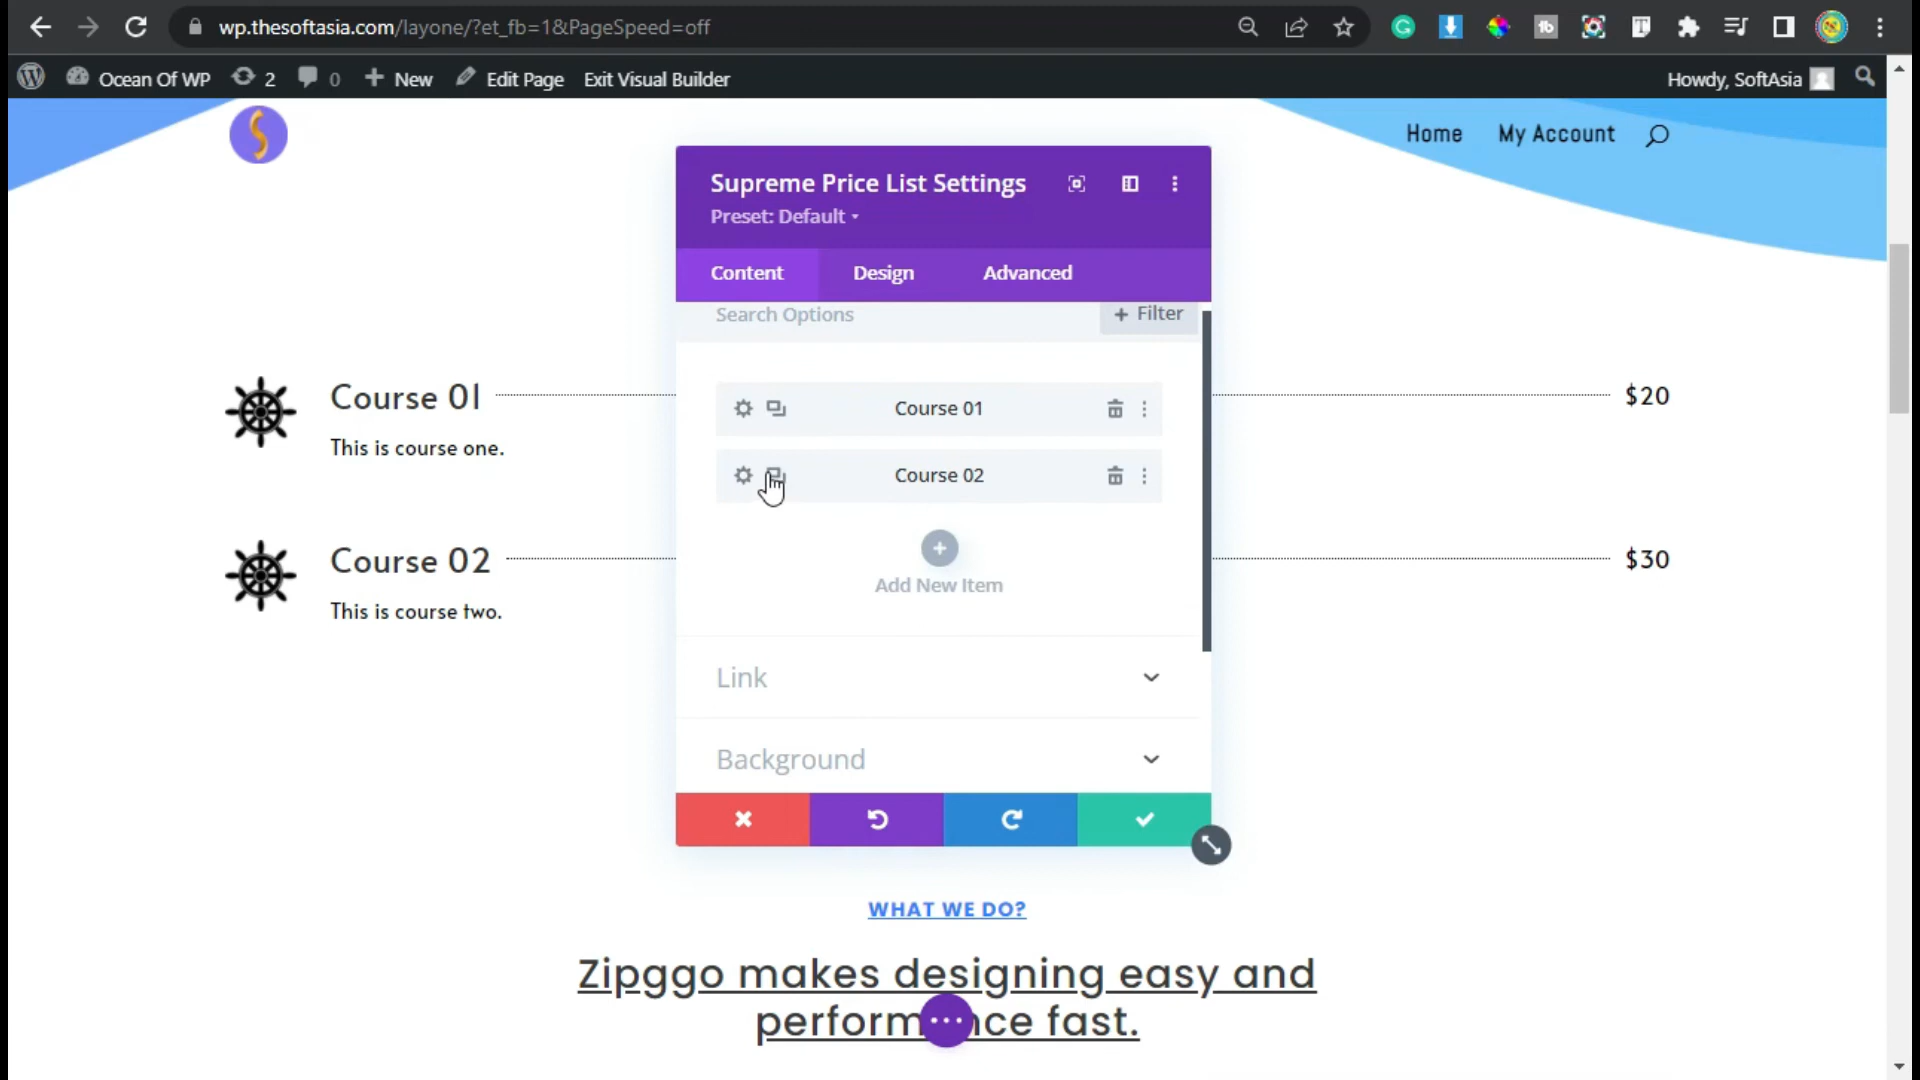 wp.thesoftasia.com/layone/?et_fb=1&PageSpeed=off
Ocean Of WP 2 0 New Edit Page Exit Visual Builder Howdy, SoftAsia
Home My Account
Supreme Price List Settings
Preset: Default
Content Design Advanced
Search Options + Filter
Course 01 $20
This is course one.
Course 01
Course 02
Add New Item
Course 02 $30
This is course two.
Link
Background
WHAT WE DO?
Zipggo makes designing easy and
perform nce fast.